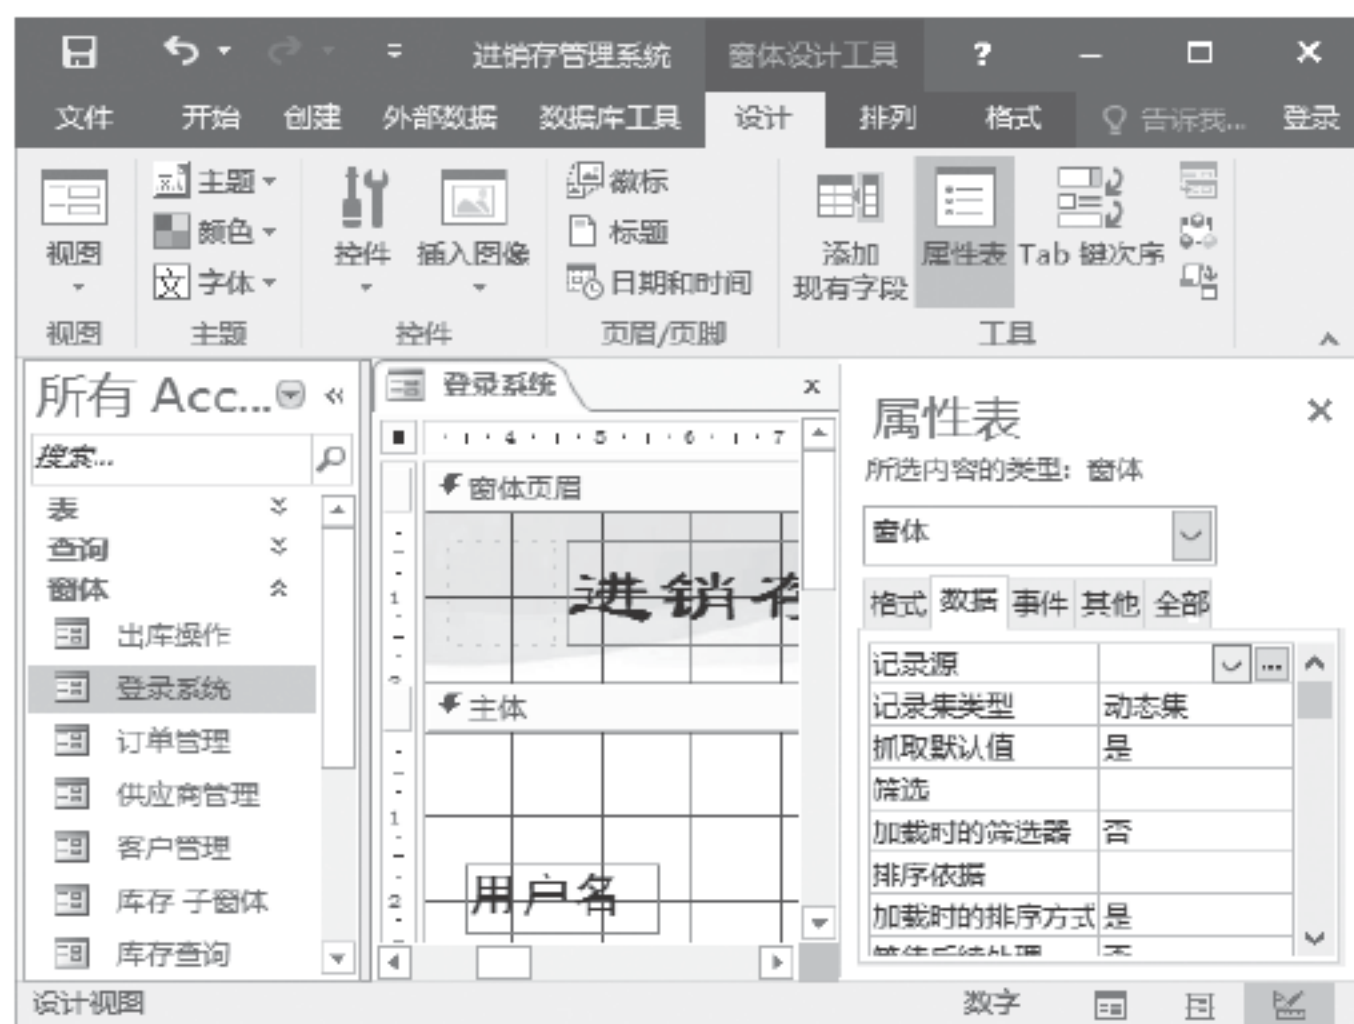 进销存管理系统 窗体设计工具 ?
文件 开始 创建 外部数据 数据库工具 设计 排列 格式 告诉我... 登录
视图 主题 颜色 字体 控件 插入图像 徽标 标题 日期和时间 添加现有字段 属性表 Tab 键次序
视图 主题 控件 页眉/页脚 工具
所有 Acc...
搜索...
表
查询
窗体
出库操作
登录系统
订单管理
供应商管理
客户管理
库存 子窗体
库存查询
登录系统 x
4 5 6 7
窗体页眉
1
进销存
主体
1
2
用户名
属性表
所选内容的类型: 窗体
窗体
格式 数据 事件 其他 全部
记录源 ...
记录集类型 动态集
抓取默认值 是
筛选
加载时的筛选器 否
排序依据
加载时的排序方式 是
设计视图 数字